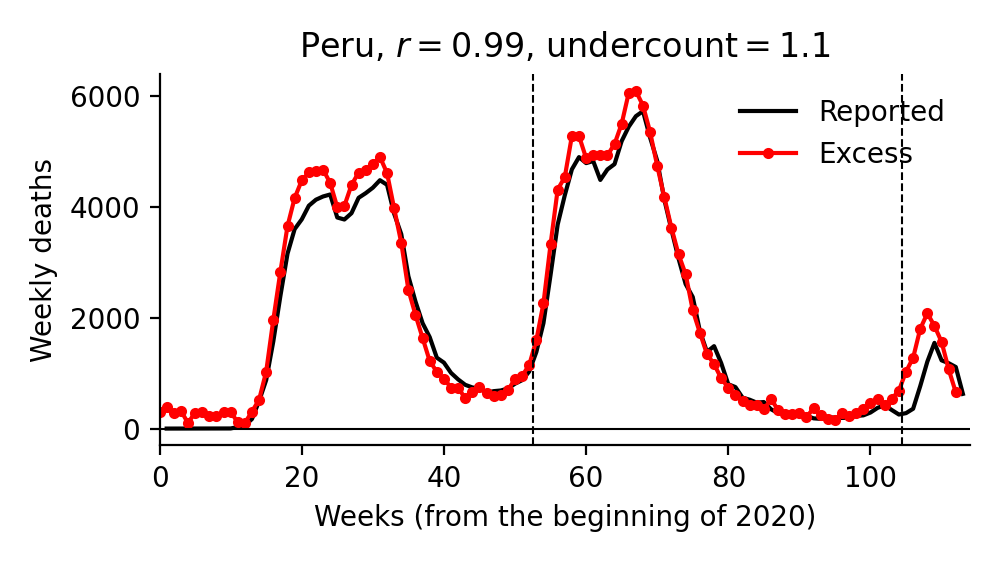 Peru, r = 0.99, undercount = 1.1
Weekly deaths
6000
4000
2000
0
Reported
Excess
0 20 40 60 80 100
Weeks (from the beginning of 2020)